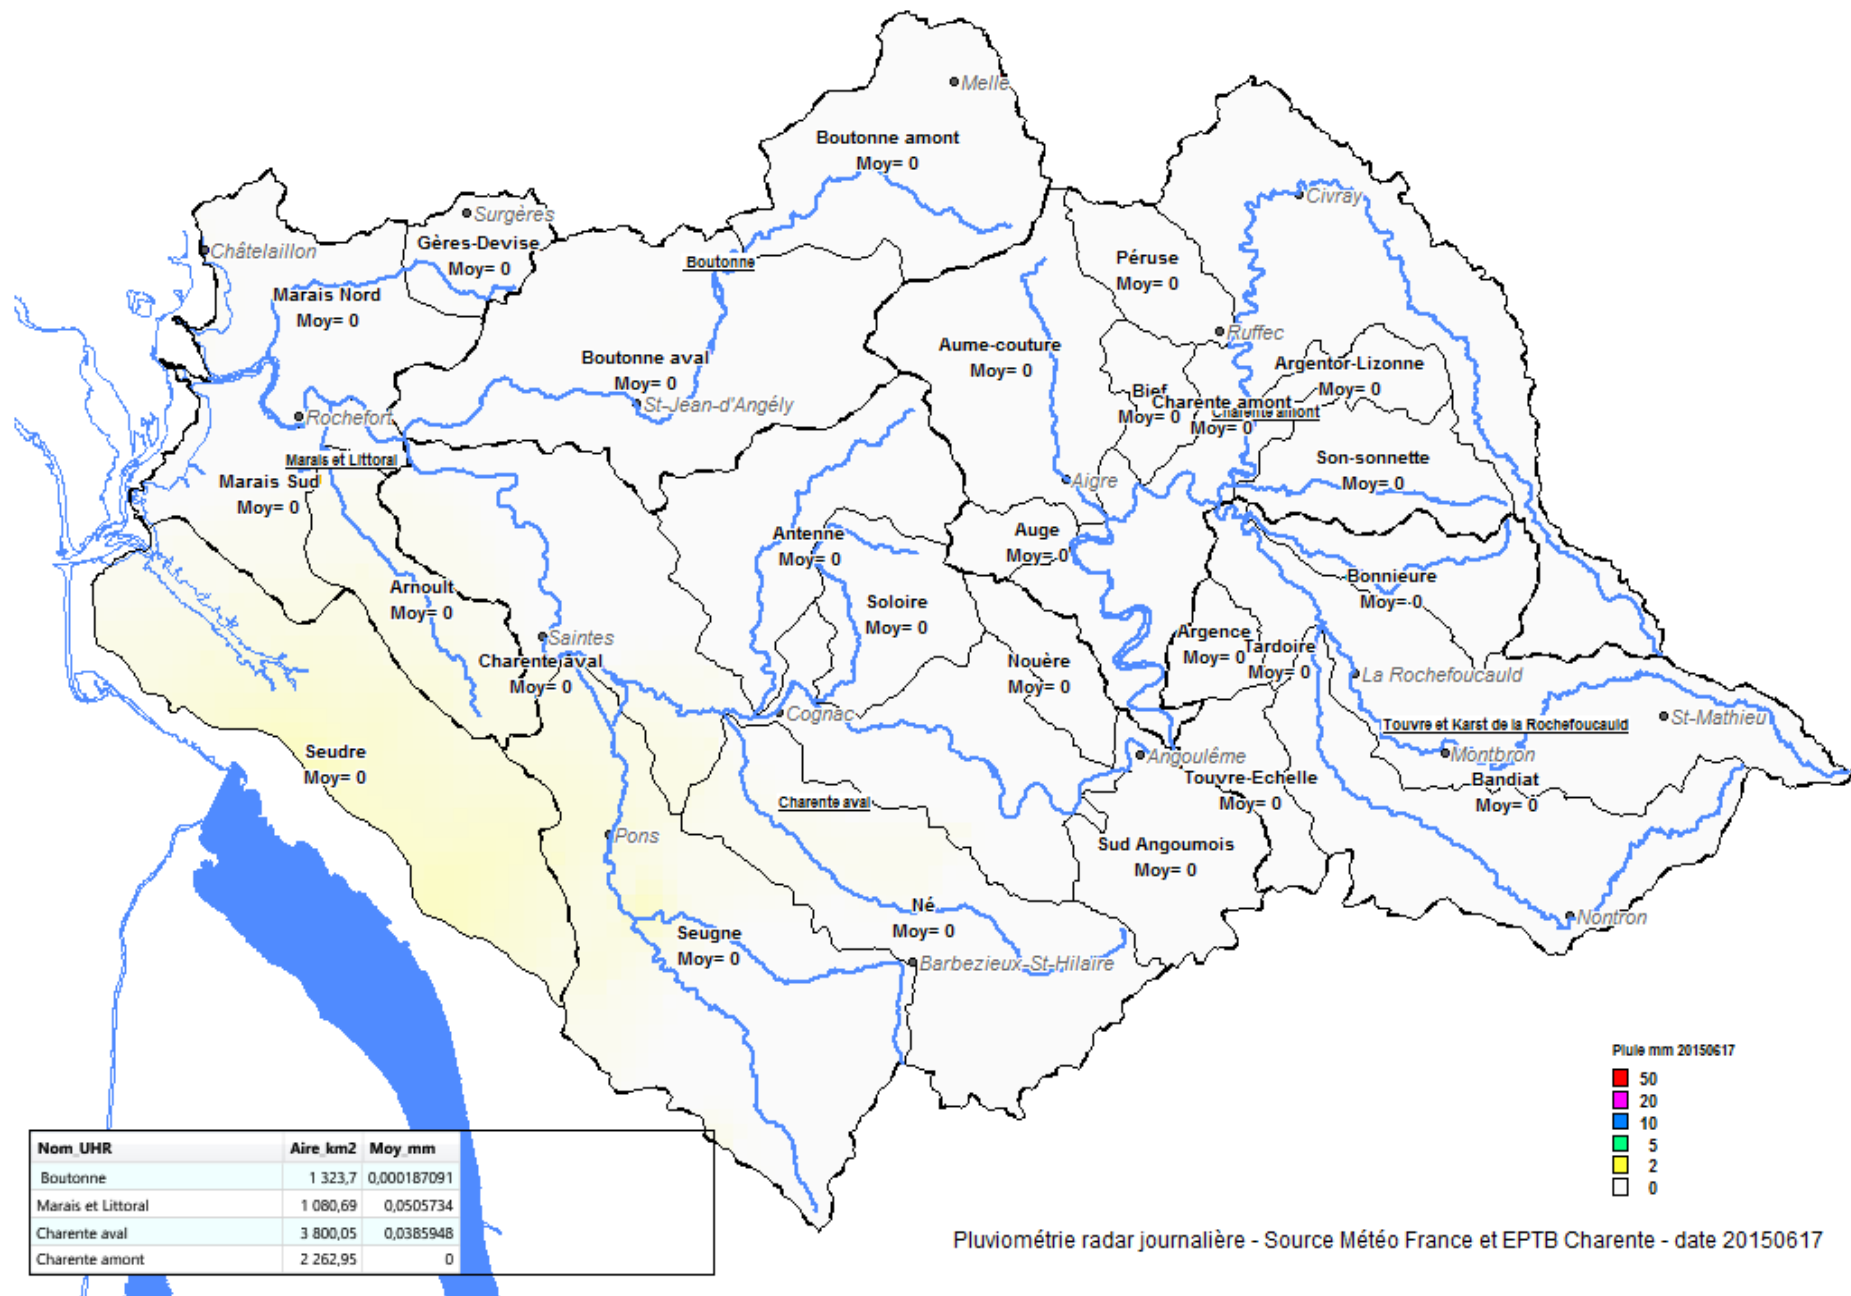 Melle
Boutonne amont
Moy= 0
Civray
Surgères
Châtelaillon
Gères-Devise
Moy= 0
Boutonne
Péruse
Moy= 0
Marais Nord
Moy= 0
Ruffec
Boutonne aval
Moy= 0
Aume-couture
Moy= 0
Argentor-Lizonne
Moy= 0
Bief
Moy= 0
Charente amont
Moy= 0
Charente amont
St-Jean-d'Angély
Rochefort
Marais et Littoral
Marais Sud
Moy= 0
Son-sonnette
Moy= 0
Aigre
Antenne
Moy= 0
Auge
Moy= 0
Bonnieure
Moy= 0
Arnoult
Moy= 0
Soloire
Moy= 0
Saintes
Charente aval
Moy= 0
Nouère
Moy= 0
Argence
Moy= 0
Tardoire
Moy= 0
La Rochefoucauld
Cognac
Touvre et Karst de la Rochefoucauld
St-Mathieu
Seudre
Moy= 0
Angoulême
Montbron
Touvre-Echelle
Moy= 0
Bandiat
Moy= 0
Charente aval
Pons
Sud Angoumois
Moy= 0
Né
Moy= 0
Nontron
Seugne
Moy= 0
Barbezieux-St-Hilaire
Pluie mm 20150617
50
20
10
5
2
0
Nom_UHR Aire_km2 Moy_mm
Boutonne 1 323,7 0,000187091
Marais et Littoral 1 080,69 0,0505734
Charente aval 3 800,05 0,0385948
Charente amont 2 262,95 0
Pluviométrie radar journalière - Source Météo France et EPTB Charente - date 20150617